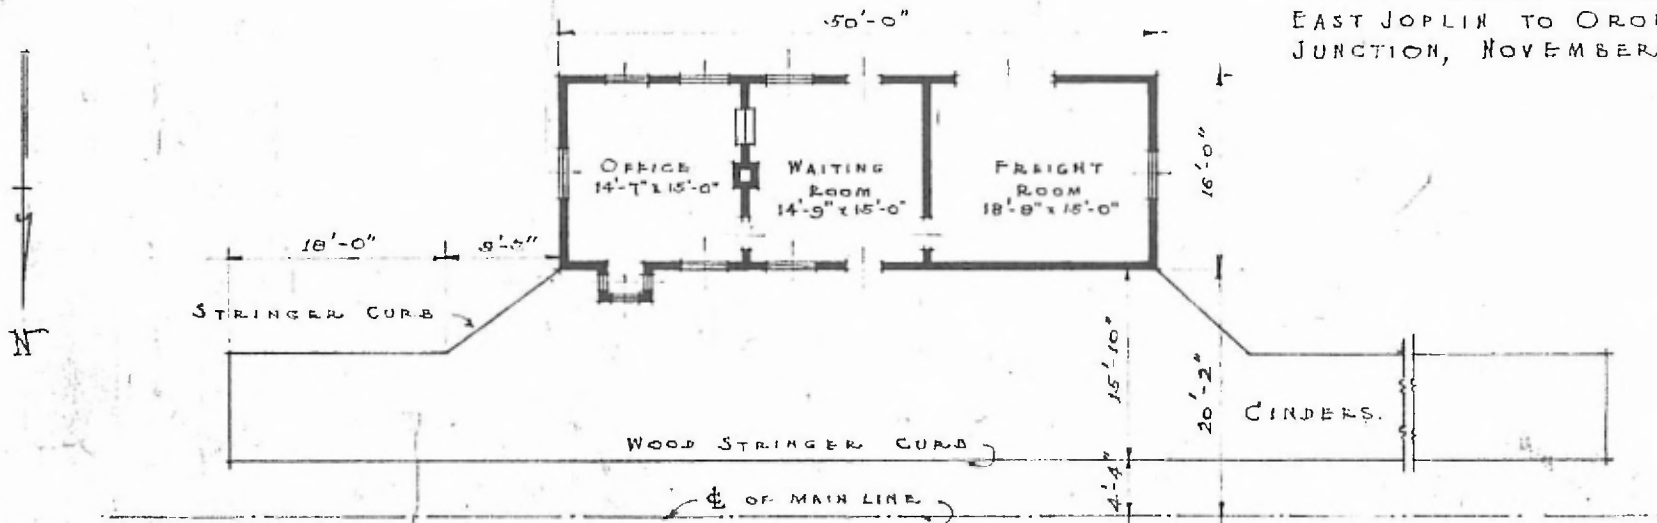 50'-0"
EAST JOPLIN TO
JUNCTION, NOVEMBER
OFFICE
14'-7" x 15'-0"
WAITING
ROOM
14'-9" x 15'-0"
FREIGHT
ROOM
18'-8" x 15'-0"
16'-0"
18'-0"
STRINGER CURB
N
15'-10"
20'-2"
CINDERS.
WOOD STRINGER CURB
4'-4"
℄ OF MAIN LINE